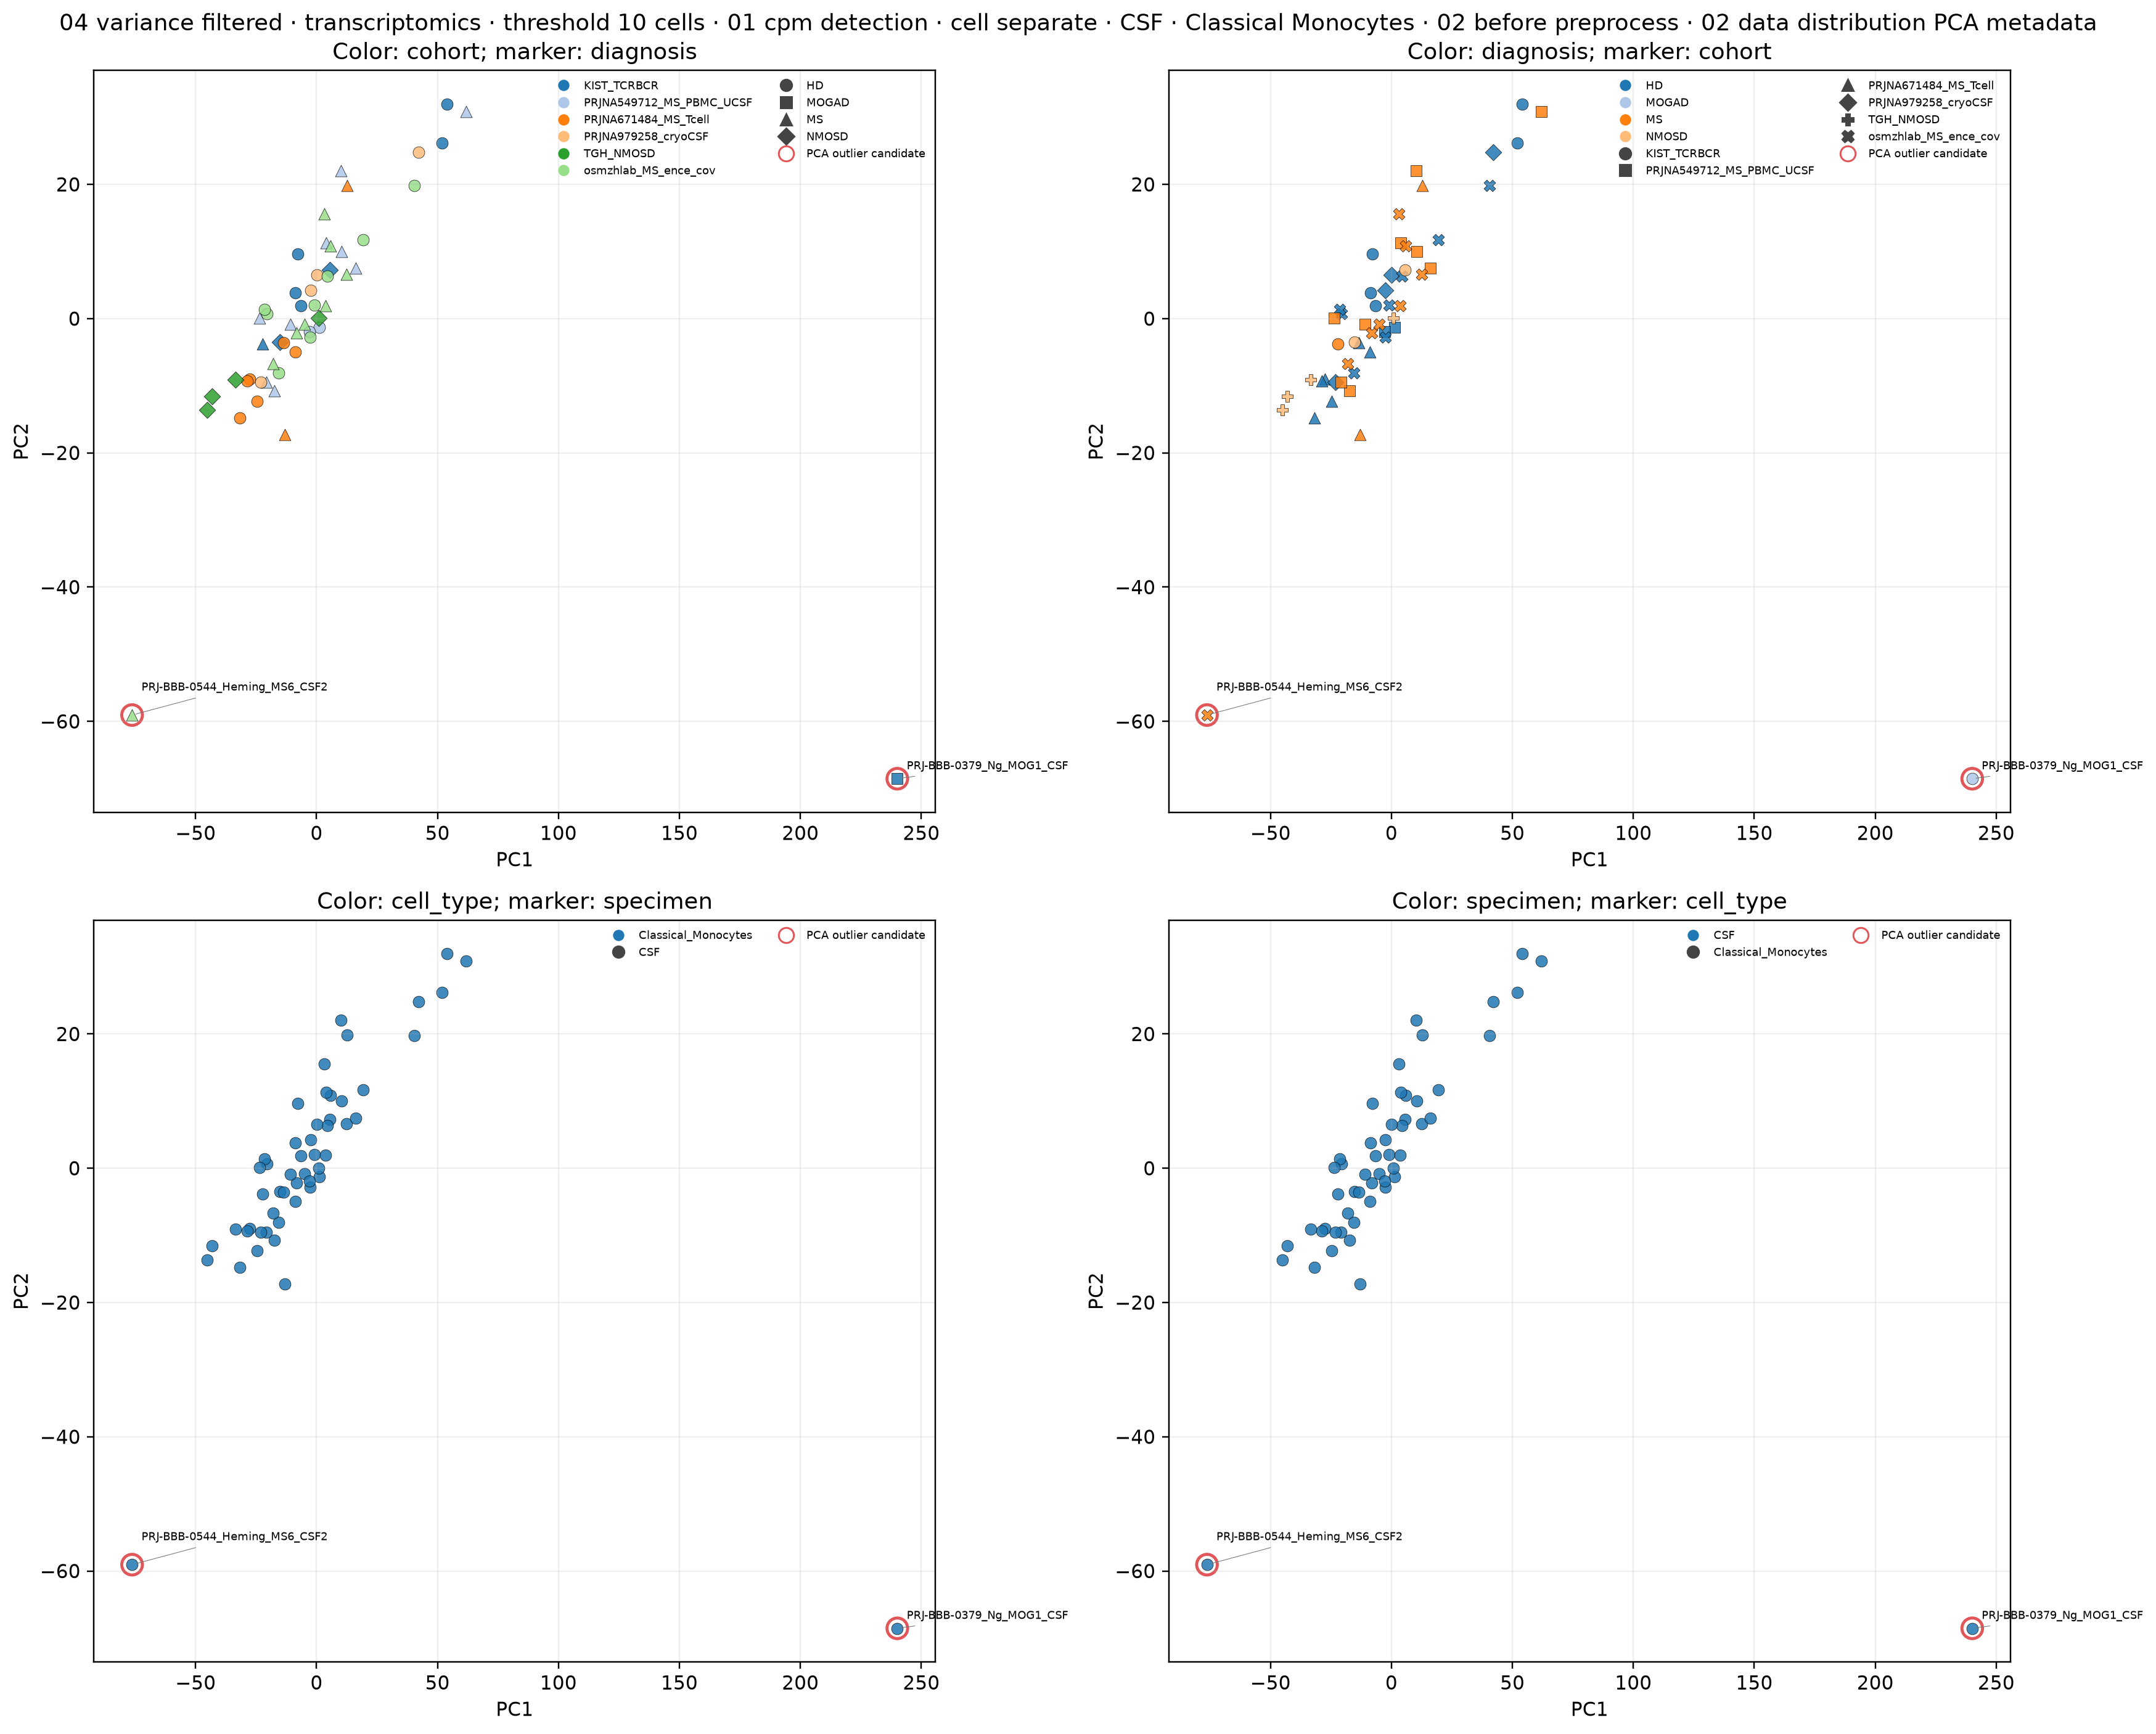 04 variance filtered · transcriptomics · threshold 10 cells · 01 cpm detection · cell separate · CSF · Classical Monocytes · 02 before preprocess · 02 data distribution PCA metadata
Color: cohort; marker: diagnosis
KIST_TCRBCR
PRJNA549712_MS_PBMC_UCSF
PRJNA671484_MS_Tcell
PRJNA979258_cryoCSF
TGH_NMOSD
osmzhlab_MS_ence_cov
HD
MOGAD
MS
NMOSD
PCA outlier candidate
20
0
−20
−40
−60
PC2
PRJ-BBB-0544_Heming_MS6_CSF2
PRJ-BBB-0379_Ng_MOG1_CSF
−50 0 50 100 150 200 250
PC1
Color: diagnosis; marker: cohort
HD
MOGAD
MS
NMOSD
KIST_TCRBCR
PRJNA549712_MS_PBMC_UCSF
PRJNA671484_MS_Tcell
PRJNA979258_cryoCSF
TGH_NMOSD
osmzhlab_MS_ence_cov
PCA outlier candidate
20
0
−20
−40
−60
PC2
PRJ-BBB-0544_Heming_MS6_CSF2
PRJ-BBB-0379_Ng_MOG1_CSF
−50 0 50 100 150 200 250
PC1
Color: cell_type; marker: specimen
Classical_Monocytes
CSF
PCA outlier candidate
20
0
−20
−40
−60
PC2
PRJ-BBB-0544_Heming_MS6_CSF2
PRJ-BBB-0379_Ng_MOG1_CSF
−50 0 50 100 150 200 250
PC1
Color: specimen; marker: cell_type
CSF
Classical_Monocytes
PCA outlier candidate
20
0
−20
−40
−60
PC2
PRJ-BBB-0544_Heming_MS6_CSF2
PRJ-BBB-0379_Ng_MOG1_CSF
−50 0 50 100 150 200 250
PC1